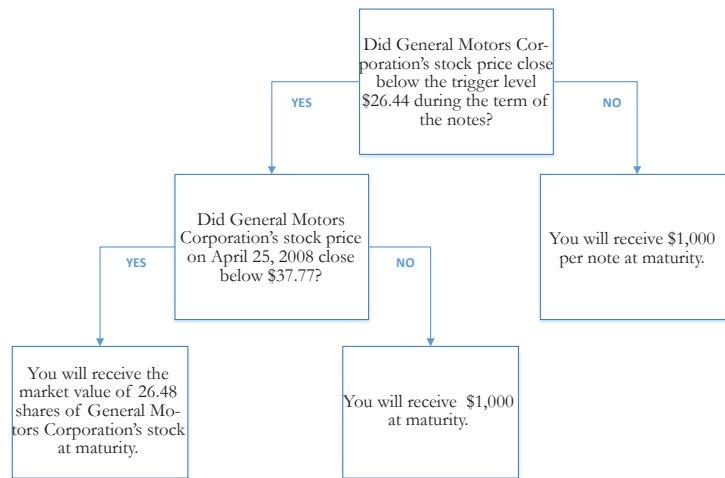 Did General Motors Cor-
poration's stock price close
below the trigger level
$26.44 during the term of
the notes?
YES
NO
Did General Motors
Corporation's stock price
on April 25, 2008 close
below $37.77?
You will receive $1,000
per note at maturity.
YES
NO
You will receive the
market value of 26.48
shares of General Mo-
tors Corporation's stock
at maturity.
You will receive $1,000
at maturity.